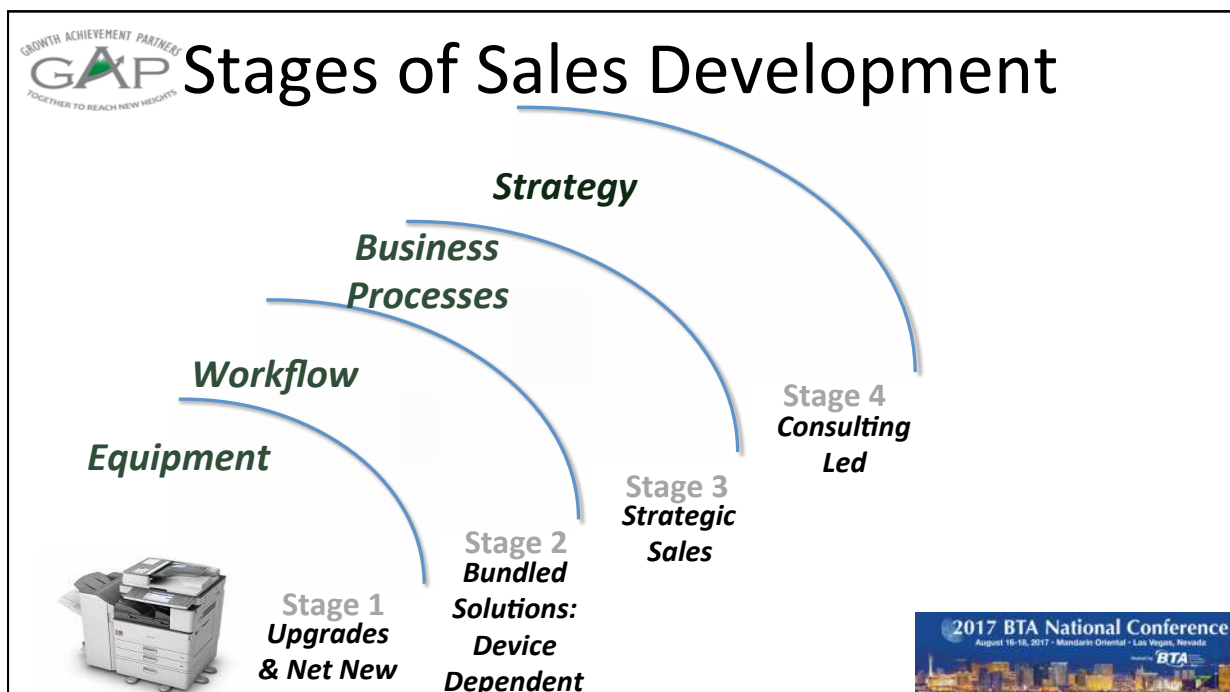 GROWTH ACHIEVEMENT PARTNERS
GAP
TOGETHER TO REACH NEW HEIGHTS
Stages of Sales Development
Strategy
Business
Processes
Workflow
Equipment
Stage 4
Consulting
Led
Stage 3
Strategic
Sales
Stage 2
Bundled
Solutions:
Device
Dependent
Stage 1
Upgrades
& Net New
2017 BTA National Conference
August 16-18, 2017 • Mandarin Oriental • Las Vegas, Nevada
BTA